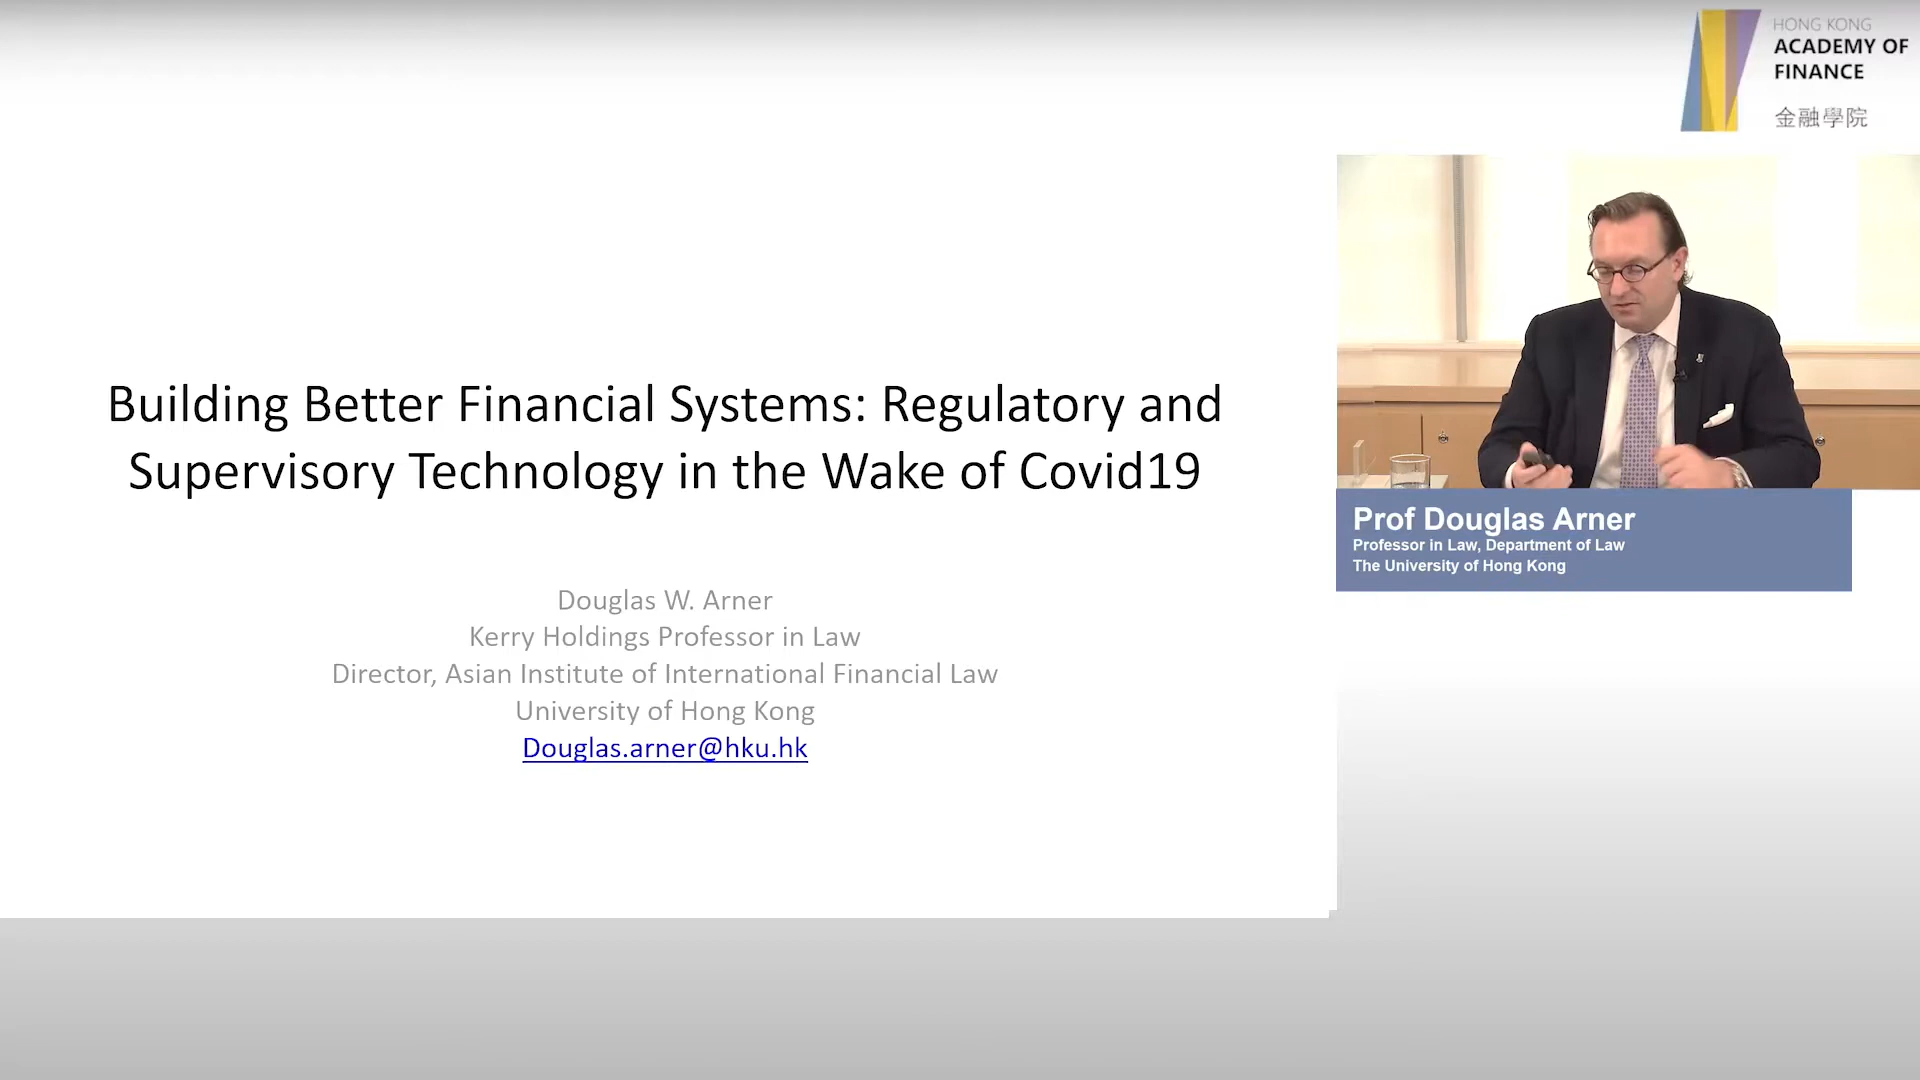 HONG KONG
ACADEMY OF
FINANCE
金融學院
Building Better Financial Systems: Regulatory and
Supervisory Technology in the Wake of Covid19
Douglas W. Arner
Kerry Holdings Professor in Law
Director, Asian Institute of International Financial Law
University of Hong Kong
Douglas.arner@hku.hk
Prof Douglas Arner
Professor in Law, Department of Law
The University of Hong Kong